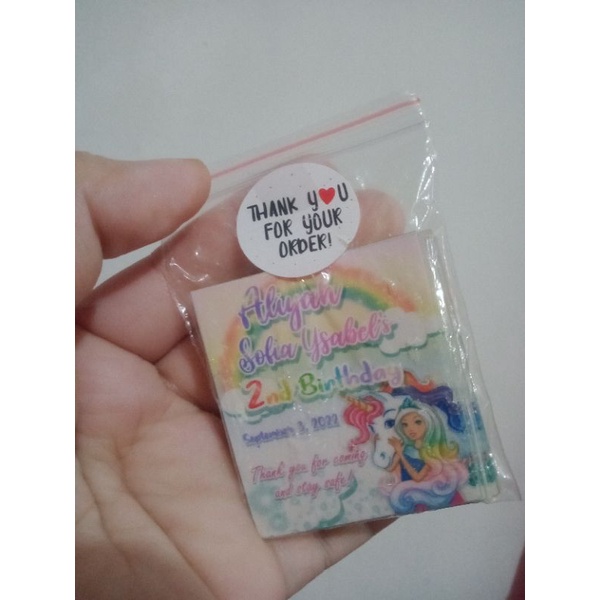 THANK Y❤U
FOR YOUR
ORDER!
Aliyah
Sofia Ysabel's
2nd Birthday
September 3, 2022
Thank you for coming
and stay safe!